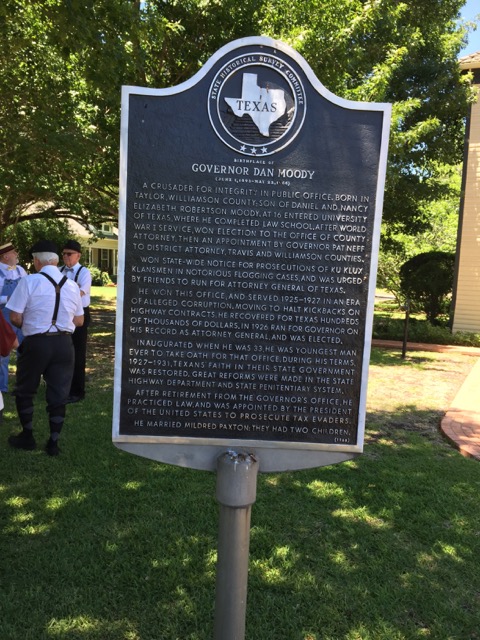 STATE HISTORICAL SURVEY COMMITTEE
TEXAS
BIRTHPLACE OF
GOVERNOR DAN MOODY
(JUNE 1, 1893-MAY 22,
A CRUSADER FOR INTEGRITY IN PUBLIC OFFICE. BORN IN
TAYLOR, WILLIAMSON COUNTY; SON OF DANIEL AND NANCY
ELIZABETH ROBERTSON MOODY, AT 16 ENTERED UNIVERSITY
OF TEXAS, WHERE HE COMPLETED LAW SCHOOL. AFTER WORLD
WAR I SERVICE, WON ELECTION TO THE OFFICE OF COUNTY
ATTORNEY, THEN AN APPOINTMENT BY GOVERNOR PAT NEFF
TO DISTRICT ATTORNEY, TRAVIS AND WILLIAMSON COUNTIES.
WON STATE-WIDE NOTICE FOR PROSECUTIONS OF KU KLUX
KLANSMEN IN NOTORIOUS FLOGGING CASES, AND WAS URGED
BY FRIENDS TO RUN FOR ATTORNEY GENERAL OF TEXAS.
HE WON THIS OFFICE, AND SERVED 1925-1927 IN AN ERA
OF ALLEGED CORRUPTION, MOVING TO HALT KICKBACKS ON
HIGHWAY CONTRACTS, HE RECOVERED FOR TEXAS HUNDREDS
OF THOUSANDS OF DOLLARS, IN 1926 RAN FOR GOVERNOR ON
HIS RECORD AS ATTORNEY GENERAL, AND WAS ELECTED.
INAUGURATED WHEN HE WAS 33, HE WAS YOUNGEST MAN
EVER TO TAKE OATH FOR THAT OFFICE. DURING HIS TERMS
1927-1931, TEXANS' FAITH IN THEIR STATE GOVERNMENT
WAS RESTORED. GREAT REFORMS WERE MADE IN THE STATE
HIGHWAY DEPARTMENT AND STATE PENITENTIARY SYSTEM.
AFTER RETIREMENT FROM THE GOVERNOR'S OFFICE, HE
PRACTICED LAW, AND WAS APPOINTED BY THE PRESIDENT
OF THE UNITED STATES TO PROSECUTE TAX EVADERS.
HE MARRIED MILDRED PAXTON; THEY HAD TWO CHILDREN.
(1968)